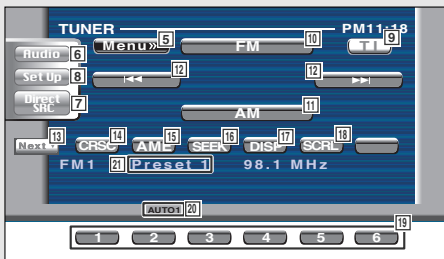 TUNER PM11:18
Menu» 5 FM 10 TI 9
Audio 6
12 12
Set Up 8
Direct SRC 7
AM 11
13 14 15 16 17 18
Next CRSC AME SEEK DISP SCRL
FM1 21 Preset 1 98.1 MHz
AUTO1 20
19
1 2 3 4 5 6